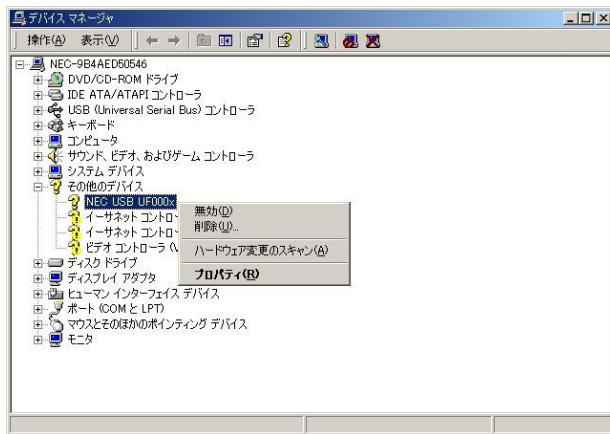 デバイス マネージャ
操作(A) 表示(V)
NEC-9B4AED50546
DVD/CD-ROM ドライブ
IDE ATA/ATAPI コントローラ
USB (Universal Serial Bus) コントローラ
キーボード
コンピュータ
サウンド、ビデオ、およびゲーム コントローラ
システム デバイス
その他のデバイス
NEC USB UF000x
イーサネット コントロー
イーサネット コントロー
ビデオ コントローラ (V
無効(D)
削除(U)...
ハードウェア変更のスキャン(A)
プロパティ(R)
ディスク ドライブ
ディスプレイ アダプタ
ヒューマン インターフェイス デバイス
ポート (COM と LPT)
マウスとそのほかのポインティング デバイス
モニタ